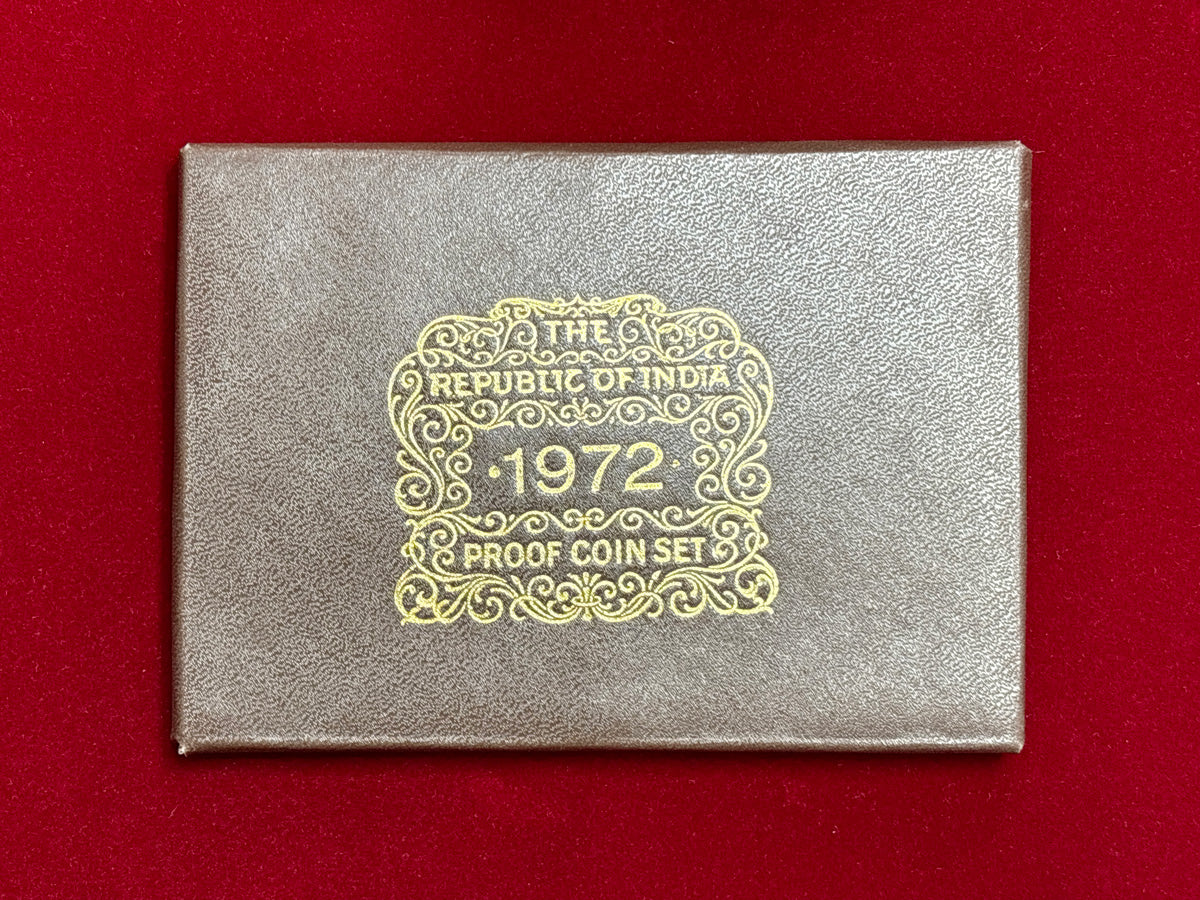 THE
REPUBLIC OF INDIA
·1972·
PROOF COIN SET